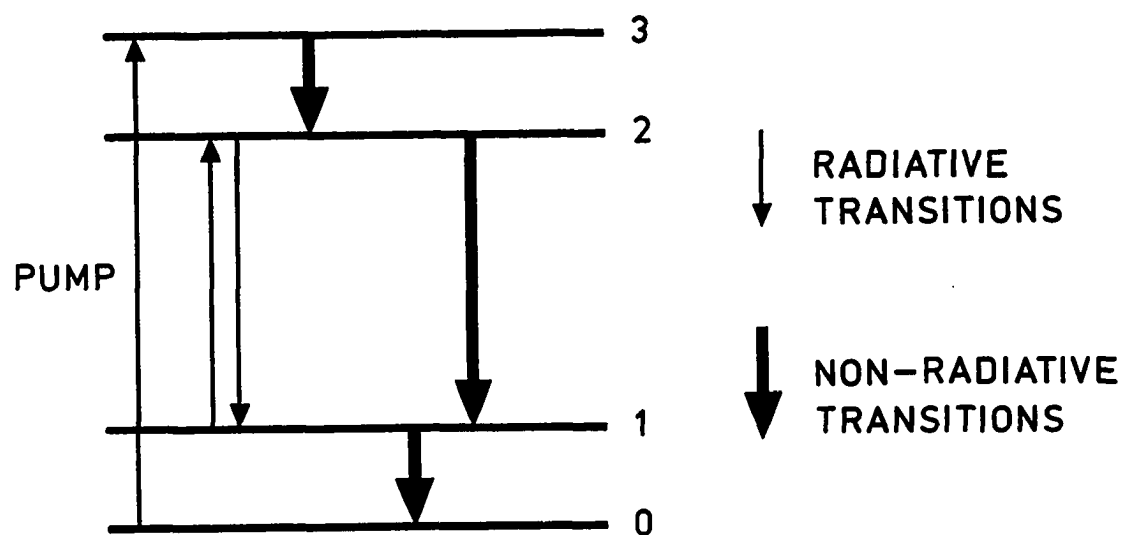 3
2
RADIATIVE
TRANSITIONS
PUMP
NON-RADIATIVE
TRANSITIONS
1
0